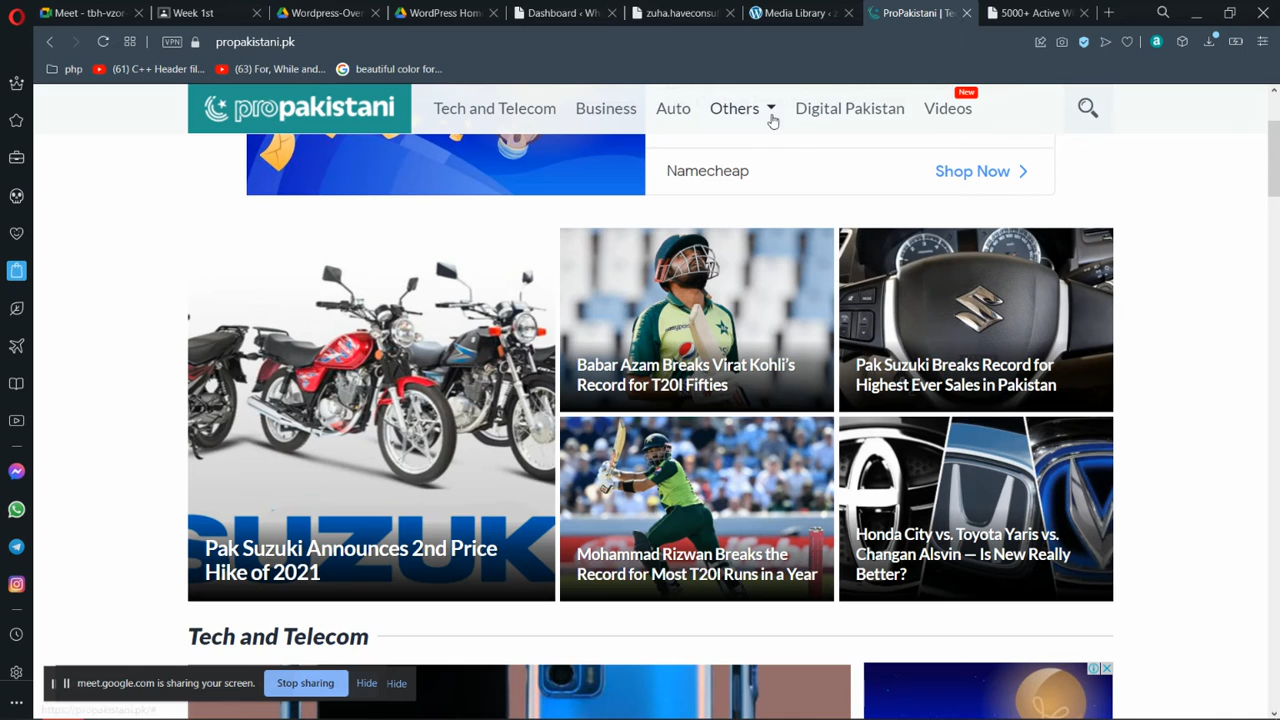 Meet - tbh-vzor
Week 1st
Wordpress-Over
WordPress Hom
Dashboard ‹ Wh
zuha.haveconsu
Media Library ‹ z
ProPakistani | Te
5000+ Active W
VPN
propakistani.pk
php
(61) C++ Header fil...
(63) For, While and...
beautiful color for...
propakistani
Tech and Telecom
Business
Auto
Others
Digital Pakistan
Videos
New
Namecheap
Shop Now
Babar Azam Breaks Virat Kohli's
Record for T20I Fifties
Pak Suzuki Breaks Record for
Highest Ever Sales in Pakistan
SUZUK
Pak Suzuki Announces 2nd Price
Hike of 2021
Mohammad Rizwan Breaks the
Record for Most T20I Runs in a Year
Honda City vs. Toyota Yaris vs.
Changan Alsvin — Is New Really
Better?
Tech and Telecom
meet.google.com is sharing your screen.
Stop sharing
Hide
Hide
https://propakistani.pk/#